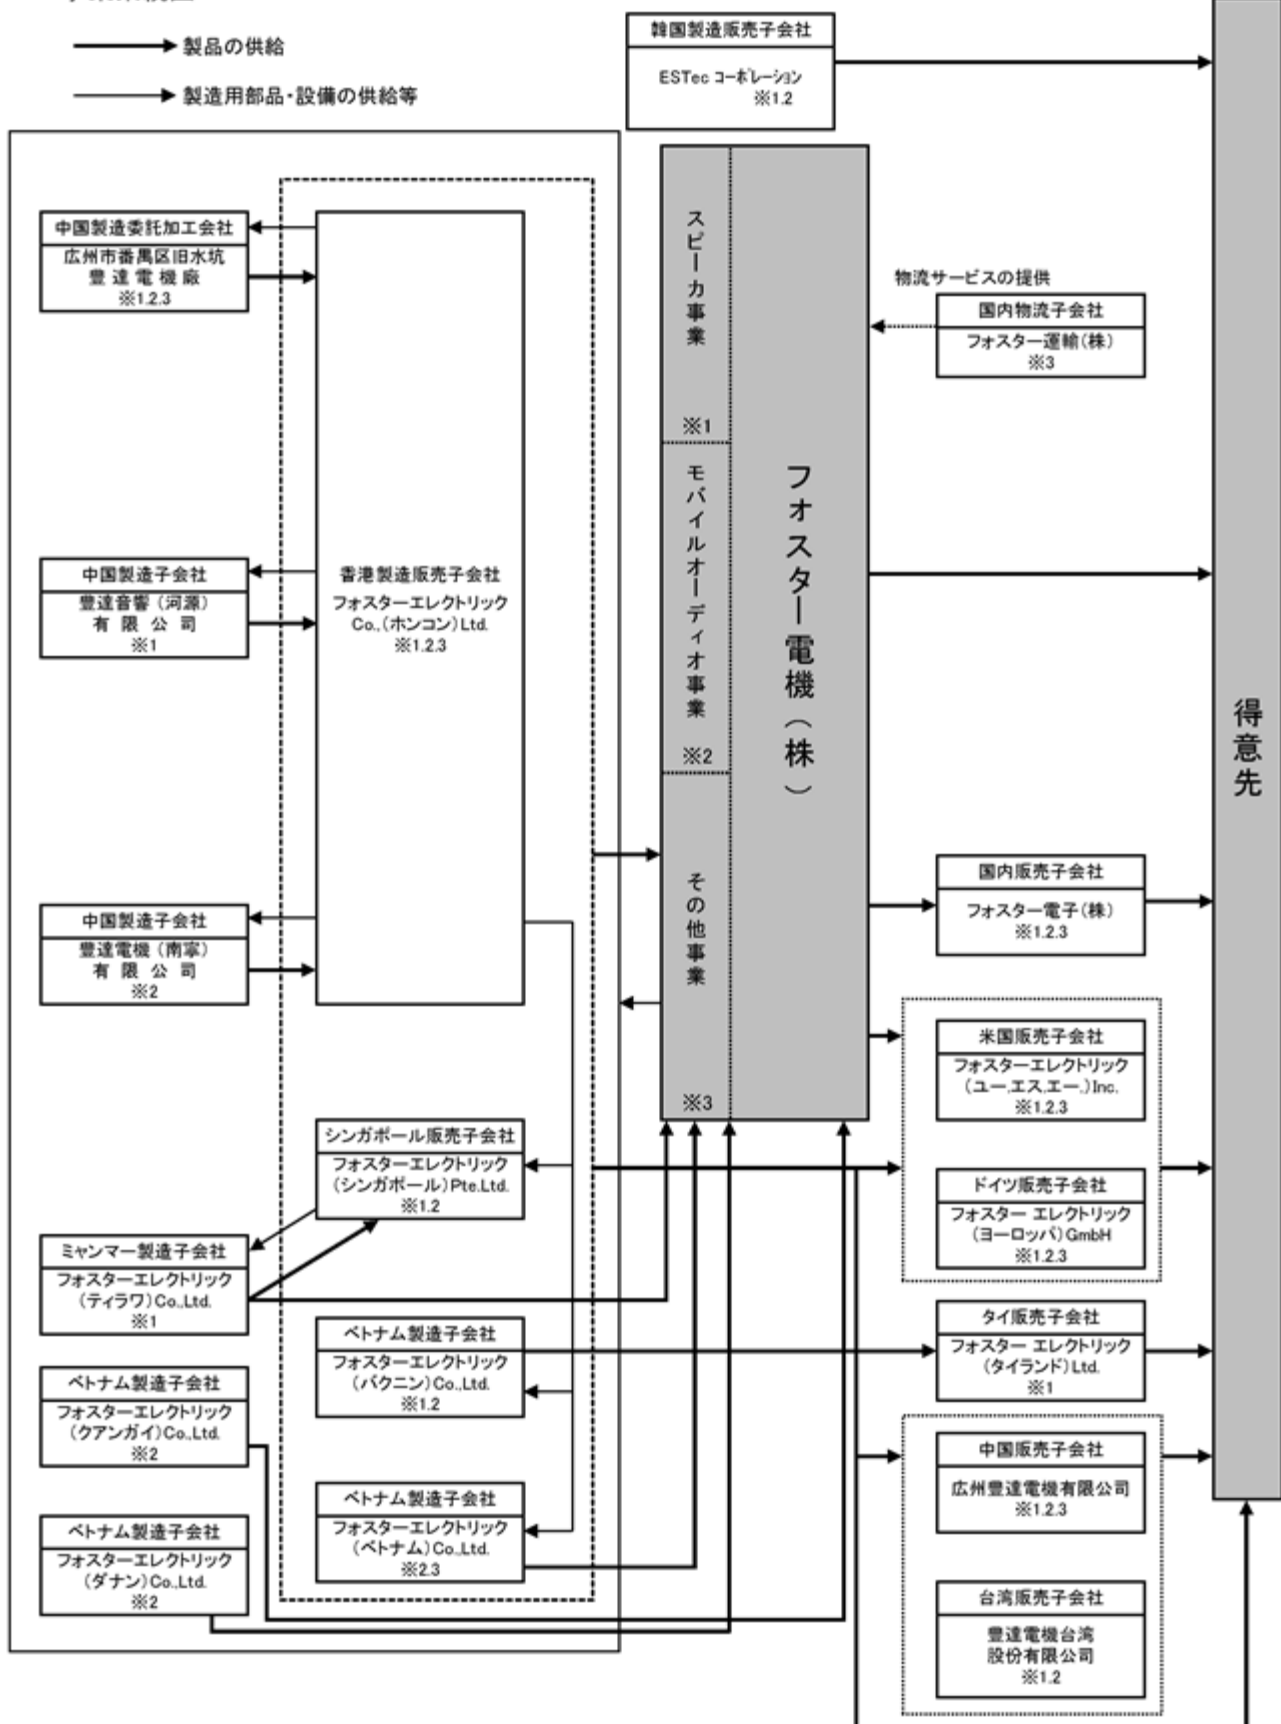 製品の供給
製造用部品・設備の供給等
韓国製造販売子会社
ESTec コーポレーション
※1.2
中国製造委託加工会社
広州市番禺区旧水坑
豊達電機廠
※1.2.3
中国製造子会社
豊達音響（河源）
有限公司
※1
中国製造子会社
豊達電機（南寧）
有限公司
※2
香港製造販売子会社
フォスターエレクトリック
Co.,(ホンコン)Ltd.
※1.2.3
シンガポール販売子会社
フォスターエレクトリック
(シンガポール)Pte.Ltd.
※1.2
ミャンマー製造子会社
フォスターエレクトリック
(ティラワ)Co.,Ltd.
※1
ベトナム製造子会社
フォスターエレクトリック
(バクニン)Co.,Ltd.
※1.2
ベトナム製造子会社
フォスターエレクトリック
(クアンガイ)Co.,Ltd.
※2
ベトナム製造子会社
フォスターエレクトリック
(ベトナム)Co.,Ltd.
※2.3
ベトナム製造子会社
フォスターエレクトリック
(ダナン)Co.,Ltd.
※2
スピーカ事業
※1
モバイルオーディオ事業
※2
その他事業
※3
フォスター電機（株）
物流サービスの提供
国内物流子会社
フォスター運輸(株)
※3
国内販売子会社
フォスター電子(株)
※1.2.3
米国販売子会社
フォスターエレクトリック
(ユー.エス.エー.)Inc.
※1.2.3
ドイツ販売子会社
フォスター エレクトリック
(ヨーロッパ)GmbH
※1.2.3
タイ販売子会社
フォスター エレクトリック
(タイランド)Ltd.
※1
中国販売子会社
広州豊達電機有限公司
※1.2.3
台湾販売子会社
豊達電機台湾
股份有限公司
※1.2
得意先